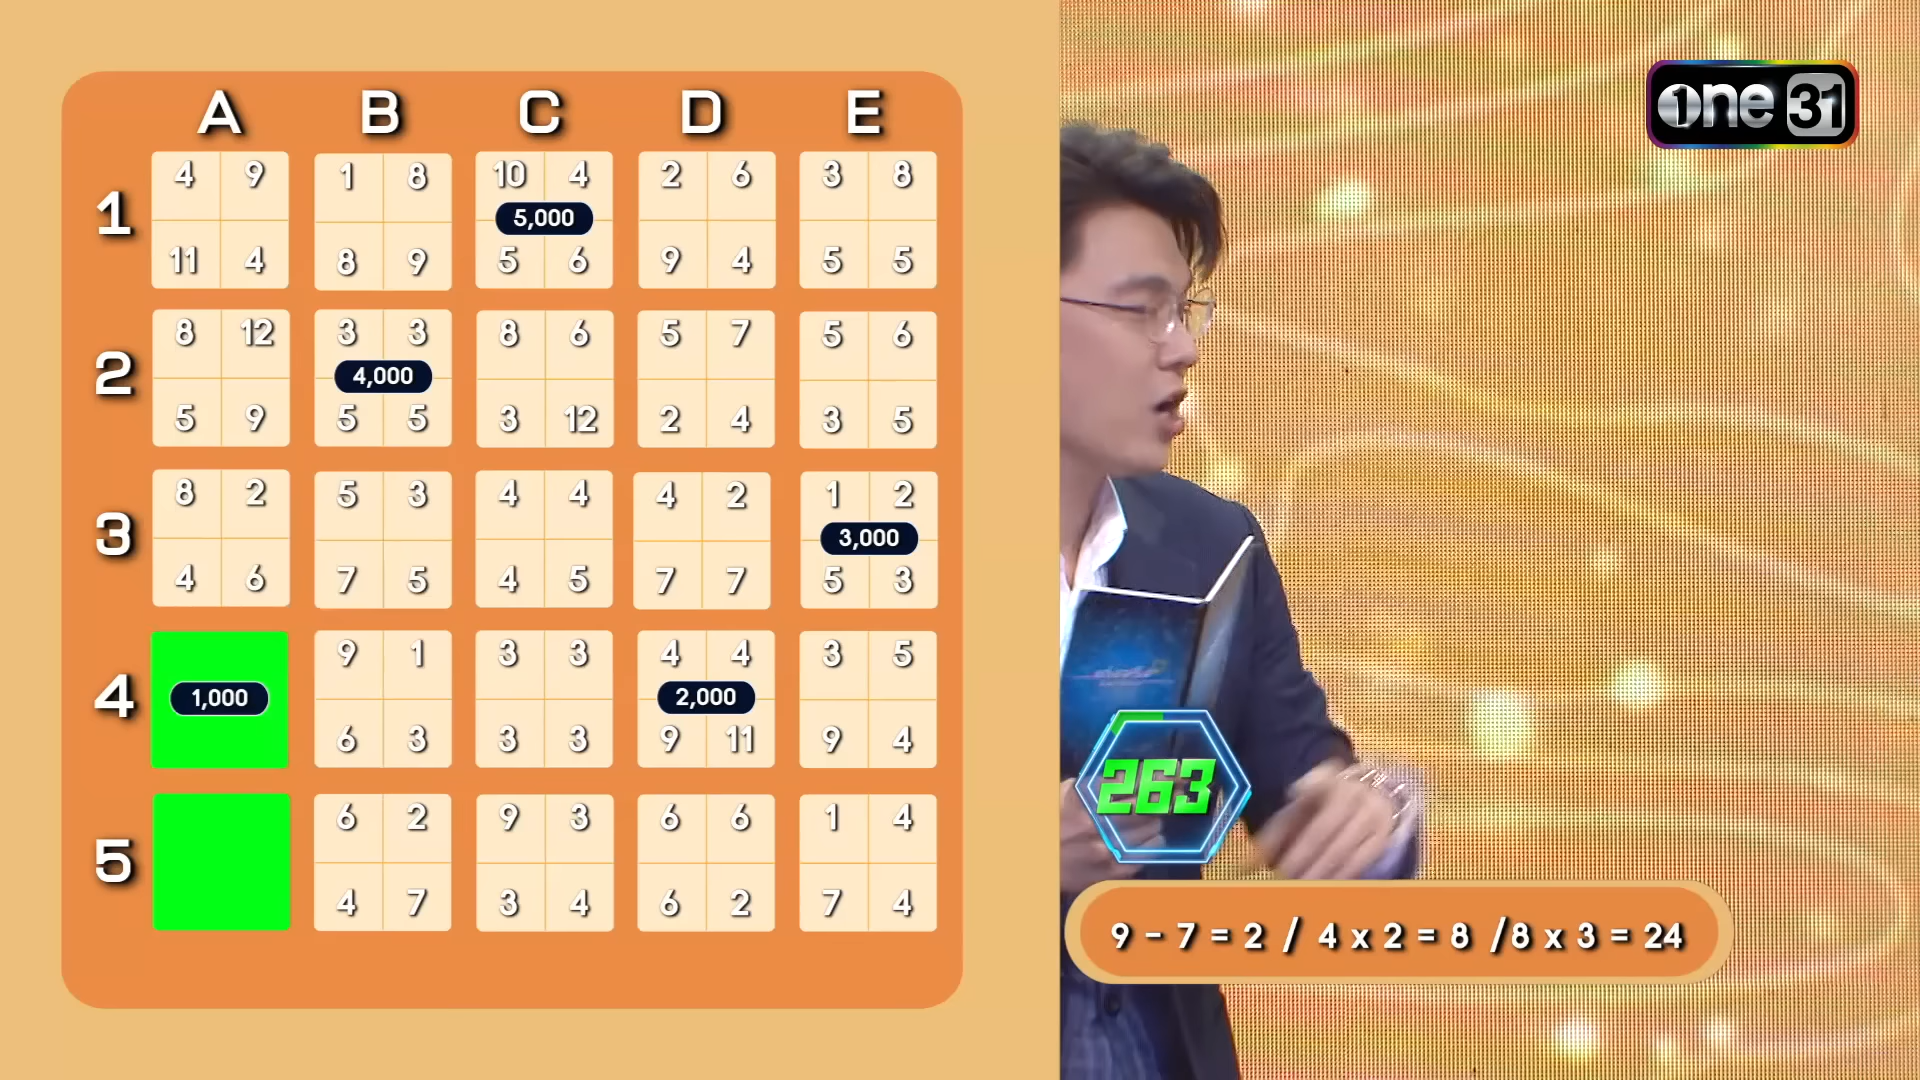 A B C D E
1
4 9 1 8 10 4 2 6 3 8
5,000
11 4 8 9 5 6 9 4 5 5
2
8 12 3 3 8 6 5 7 5 6
4,000
5 9 5 5 3 12 2 4 3 5
3
8 2 5 3 4 4 4 2 1 2
3,000
4 6 7 5 4 5 7 7 5 3
4
9 1 3 3 4 4 3 5
1,000 2,000
6 3 3 3 9 11 9 4
5
6 2 9 3 6 6 1 4
4 7 3 4 6 2 7 4
one 31
263
9 - 7 = 2 / 4 x 2 = 8 /8 x 3 = 24